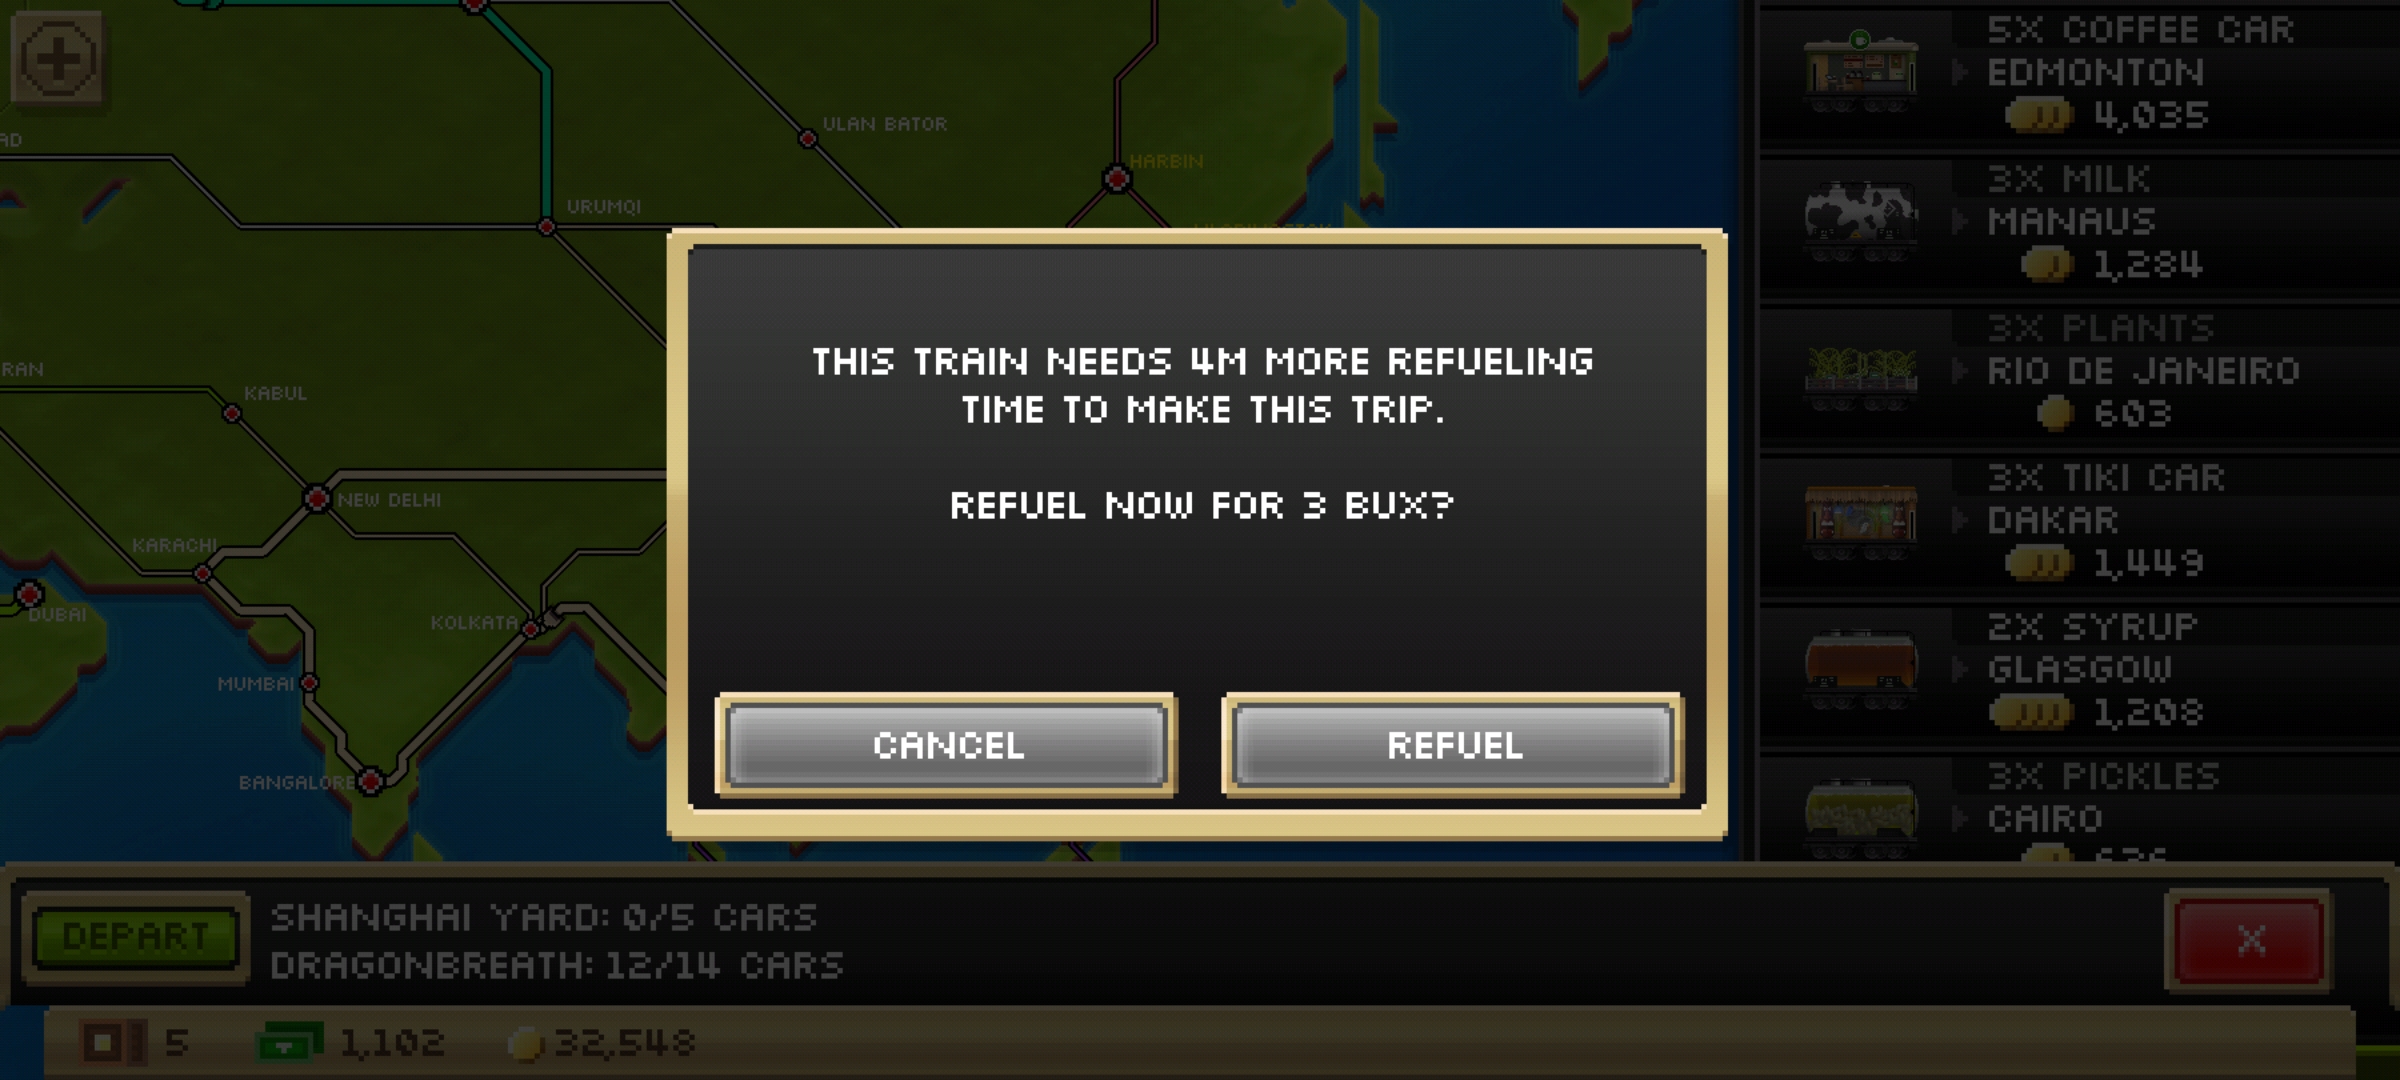 ULAN BATOR
HARBIN
URUMQI
KABUL
NEW DELHI
KARACHI
DUBAI
KOLKATA
MUMBAI
BANGALORE
THIS TRAIN NEEDS 4M MORE REFUELING
TIME TO MAKE THIS TRIP.
REFUEL NOW FOR 3 BUX?
CANCEL
REFUEL
5X COFFEE CAR
EDMONTON
4,035
3X MILK
MANAUS
1,284
3X PLANTS
RIO DE JANEIRO
603
3X TIKI CAR
DAKAR
1,449
2X SYRUP
GLASGOW
1,208
3X PICKLES
CAIRO
DEPART
SHANGHAI YARD: 0/5 CARS
DRAGONBREATH: 12/14 CARS
X
5
1,102
32,548